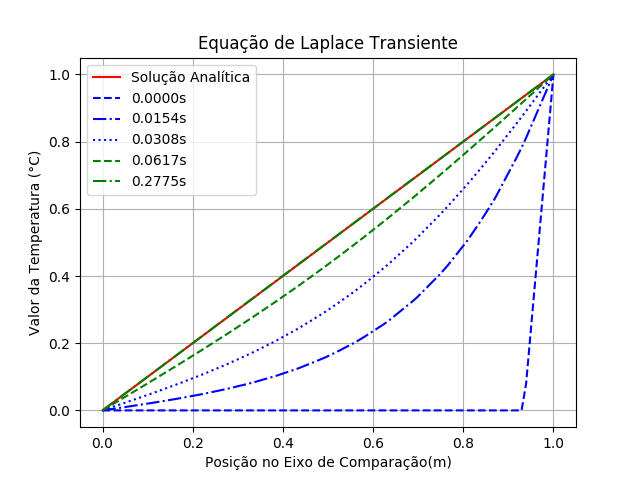 Equação de Laplace Transiente
Solução Analítica
0.0000s
0.0154s
0.0308s
0.0617s
0.2775s
Valor da Temperatura (°C)
1.0
0.8
0.6
0.4
0.2
0.0
0.0 0.2 0.4 0.6 0.8 1.0
Posição no Eixo de Comparação(m)